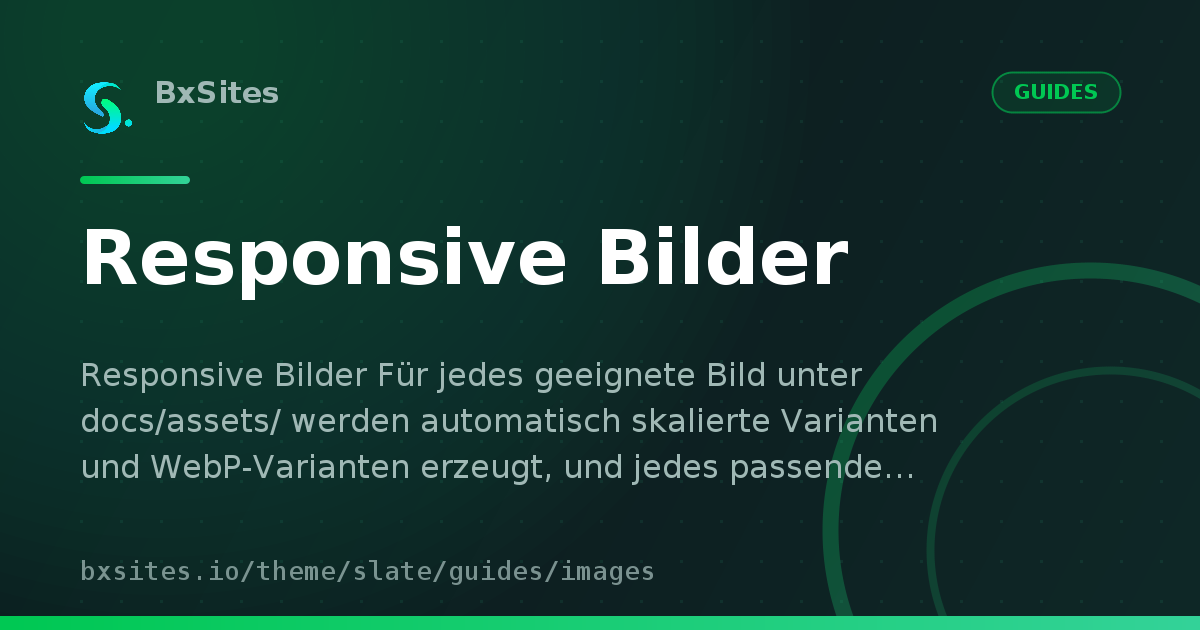 BxSites
GUIDES
Responsive Bilder
Responsive Bilder Für jedes geeignete Bild unter
docs/assets/ werden automatisch skalierte Varianten
und WebP-Varianten erzeugt, und jedes passende...
bxsites.io/theme/slate/guides/images